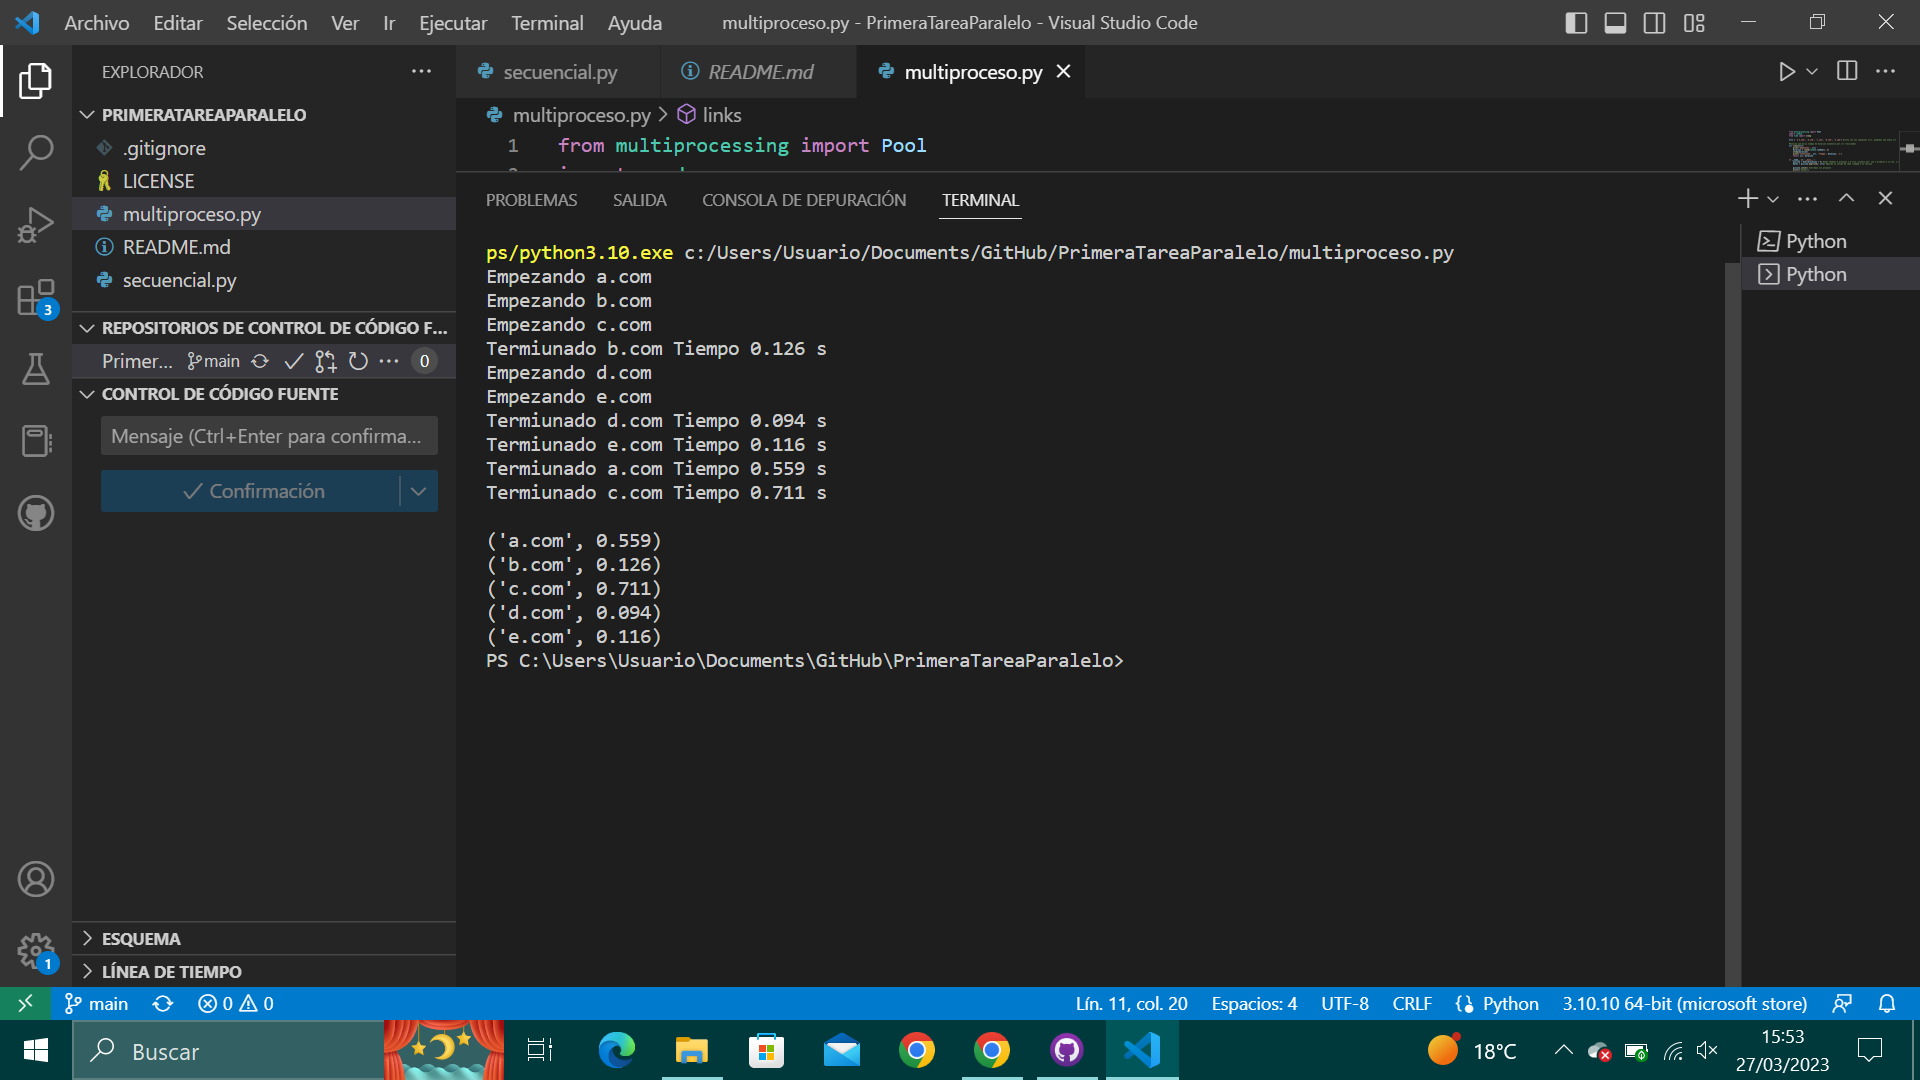 Archivo Editar Selección Ver Ir Ejecutar Terminal Ayuda
multiproceso.py - PrimeraTareaParalelo - Visual Studio Code
EXPLORADOR
PRIMERATAREAPARALELO
.gitignore
LICENSE
multiproceso.py
README.md
secuencial.py
REPOSITORIOS DE CONTROL DE CÓDIGO F...
Primer... main 0
CONTROL DE CÓDIGO FUENTE
Mensaje (Ctrl+Enter para confirma...
Confirmación
ESQUEMA
LÍNEA DE TIEMPO
3
1
secuencial.py README.md multiproceso.py
multiproceso.py > links
1 from multiprocessing import Pool
PROBLEMAS SALIDA CONSOLA DE DEPURACIÓN TERMINAL
Python
Python
ps/python3.10.exe c:/Users/Usuario/Documents/GitHub/PrimeraTareaParalelo/multiproceso.py
Empezando a.com
Empezando b.com
Empezando c.com
Termiunado b.com Tiempo 0.126 s
Empezando d.com
Empezando e.com
Termiunado d.com Tiempo 0.094 s
Termiunado e.com Tiempo 0.116 s
Termiunado a.com Tiempo 0.559 s
Termiunado c.com Tiempo 0.711 s
('a.com', 0.559)
('b.com', 0.126)
('c.com', 0.711)
('d.com', 0.094)
('e.com', 0.116)
PS C:\Users\Usuario\Documents\GitHub\PrimeraTareaParalelo>
main 0 0 Lín. 11, col. 20 Espacios: 4 UTF-8 CRLF Python 3.10.10 64-bit (microsoft store)
Buscar
18°C
15:53
27/03/2023